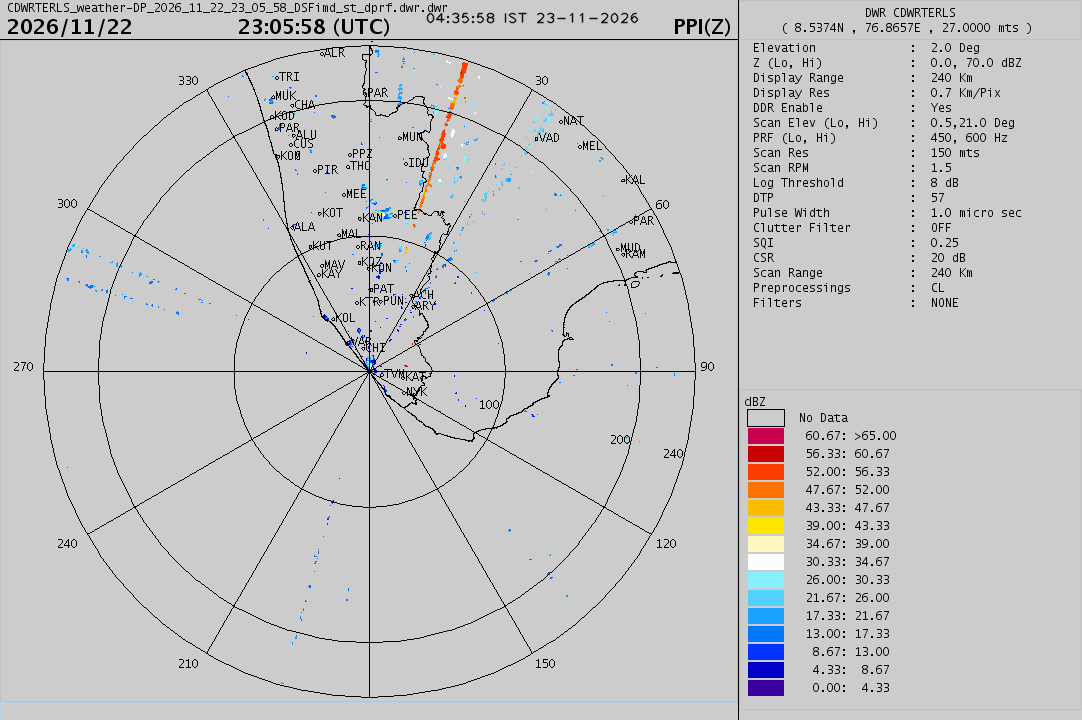 CDWRTERLS_weather-DP_2026_11_22_23_05_58_DSFimd_st_dprf.dwr.dwr
04:35:58 IST 23-11-2026
2026/11/22 23:05:58 (UTC) PPI(Z)
DWR CDWRTERLS
( 8.5374N , 76.8657E , 27.0000 mts )
Elevation : 2.0 Deg
Z (Lo, Hi) : 0.0, 70.0 dBZ
Display Range : 240 Km
Display Res : 0.7 Km/Pix
DDR Enable : Yes
Scan Elev (Lo, Hi) : 0.5,21.0 Deg
PRF (Lo, Hi) : 450, 600 Hz
Scan Res : 150 mts
Scan RPM : 1.5
Log Threshold : 8 dB
DTP : 57
Pulse Width : 1.0 micro sec
Clutter Filter : OFF
SQI : 0.25
CSR : 20 dB
Scan Range : 240 Km
Preprocessings : CL
Filters : NONE
dBZ
No Data
60.67: >65.00
56.33: 60.67
52.00: 56.33
47.67: 52.00
43.33: 47.67
39.00: 43.33
34.67: 39.00
30.33: 34.67
26.00: 30.33
21.67: 26.00
17.33: 21.67
13.00: 17.33
8.67: 13.00
4.33: 8.67
0.00: 4.33
ALR
TRI
330
30
MUK
PAR
CHA
KOD
NAT
PAR
ALU
MUN
VAD
CUS
MEL
PPZ
IDU
THO
PIR
KAL
MEE
300
60
KOT
KAN
PEE
PAR
ALA
MAL
KUT
RAN
MUD
KAM
KOZ
MAV
KON
KAY
PAT
ACH
KTR
PUN
ARY
KOL
VAR
CHI
270
90
TVM
KAT
NYK
100
200
240
240
120
210
150